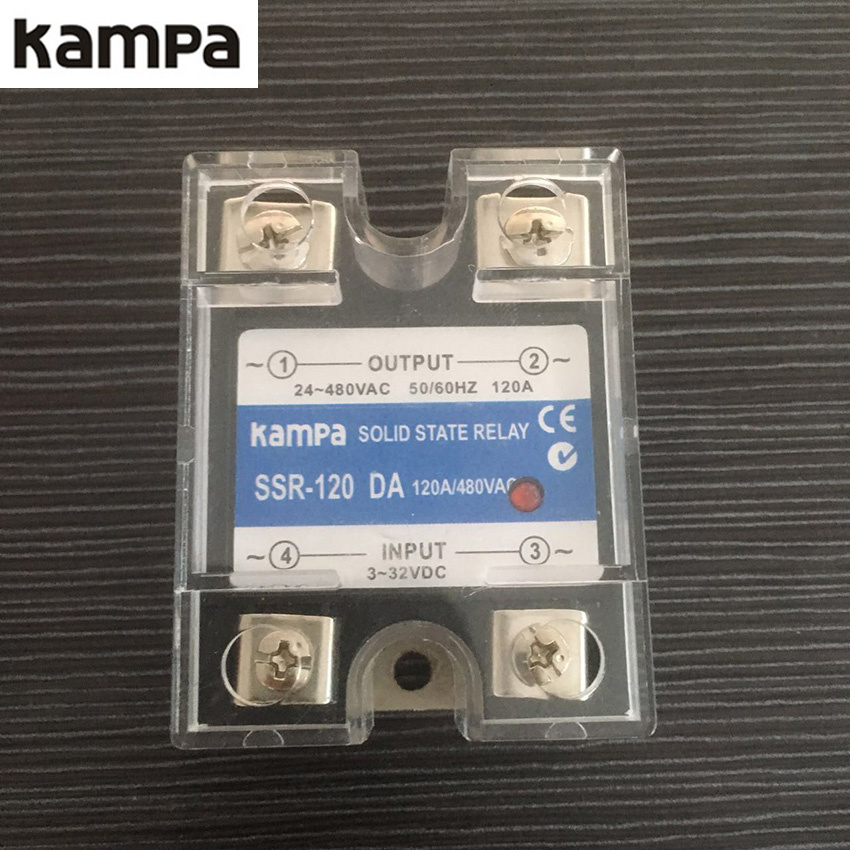 Kampa
~①———OUTPUT———②~
24~480VAC 50/60HZ 120A
Kampa SOLID STATE RELAY CE
SSR-120 DA 120A/480VAC
~④———INPUT———③~
3~32VDC